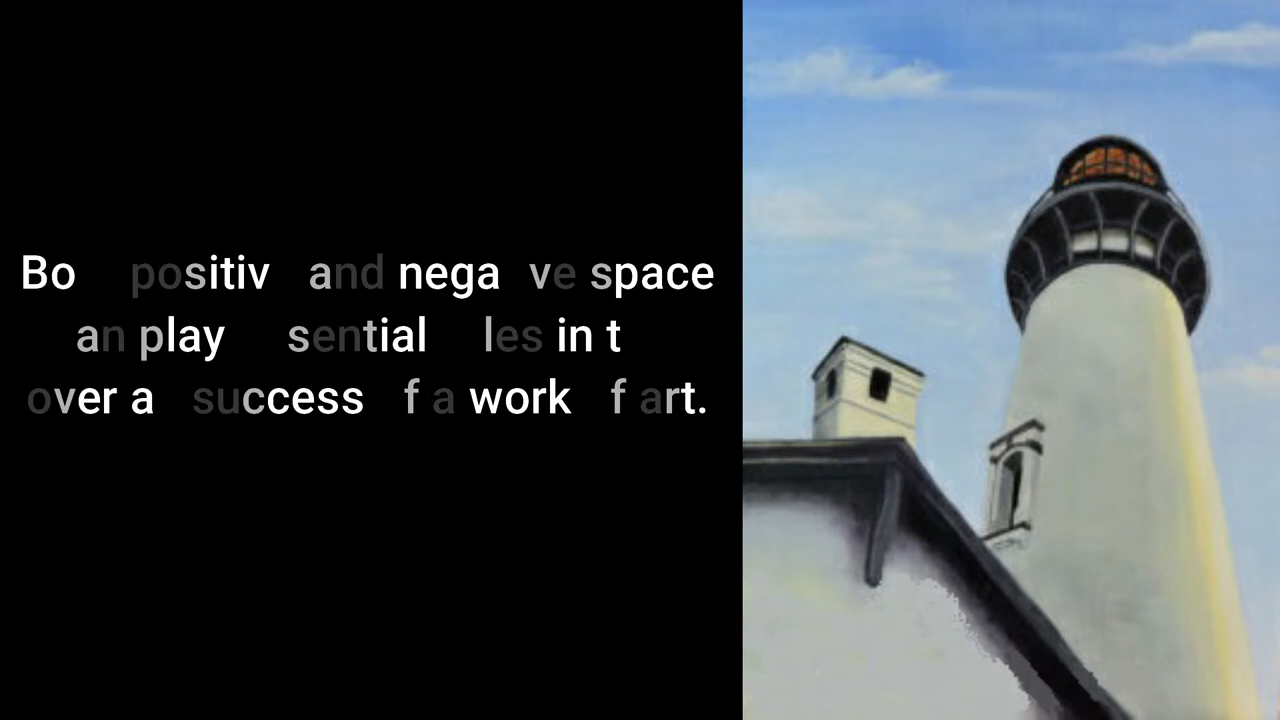 Bo positiv and nega ve space
an play sential les in t
over a success f a work f art.